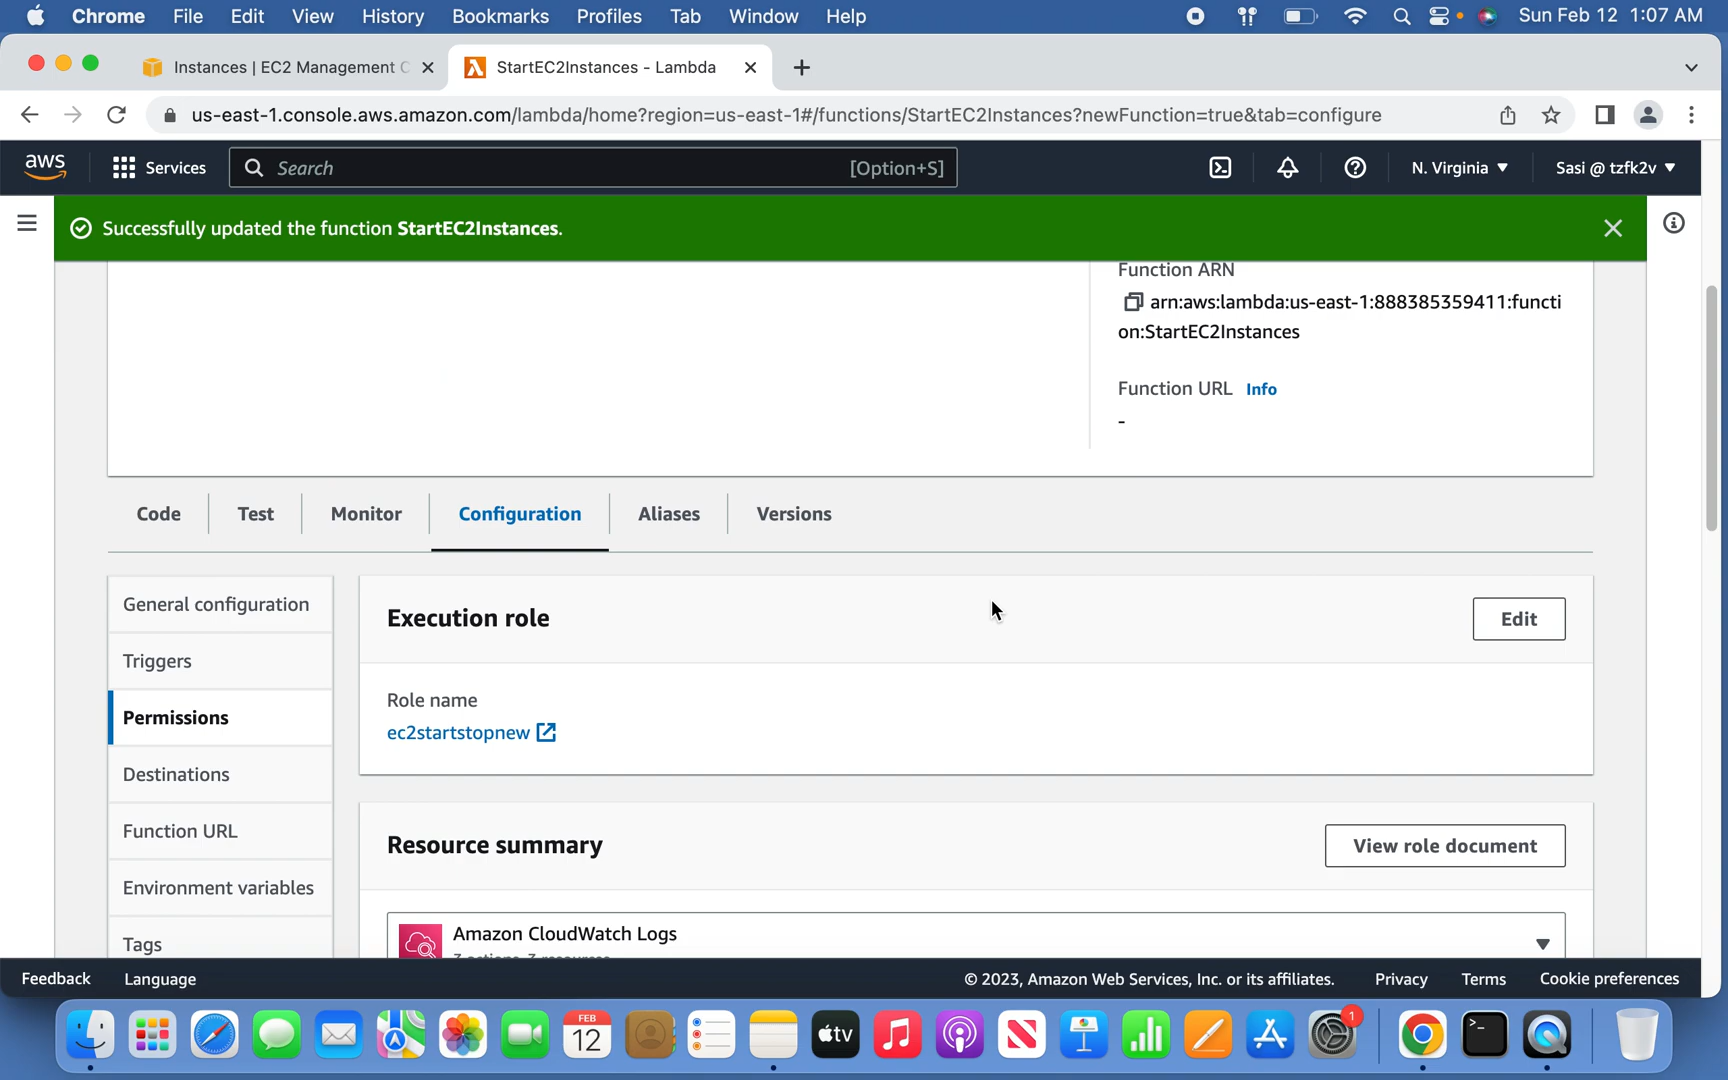 Chrome File Edit View History Bookmarks Profiles Tab Window Help Sun Feb 12 1:07 AM
Instances | EC2 Management C StartEC2Instances - Lambda
us-east-1.console.aws.amazon.com/lambda/home?region=us-east-1#/functions/StartEC2Instances?newFunction=true&tab=configure
aws Services Search [Option+S] N. Virginia Sasi @ tzfk2v
Successfully updated the function StartEC2Instances.
Function ARN
arn:aws:lambda:us-east-1:888385359411:functi
on:StartEC2Instances
Function URL Info
-
Code Test Monitor Configuration Aliases Versions
General configuration
Triggers
Permissions
Destinations
Function URL
Environment variables
Tags
Execution role Edit
Role name
ec2startstopnew
Resource summary View role document
Amazon CloudWatch Logs
Feedback Language © 2023, Amazon Web Services, Inc. or its affiliates. Privacy Terms Cookie preferences
FEB
12
tv
1